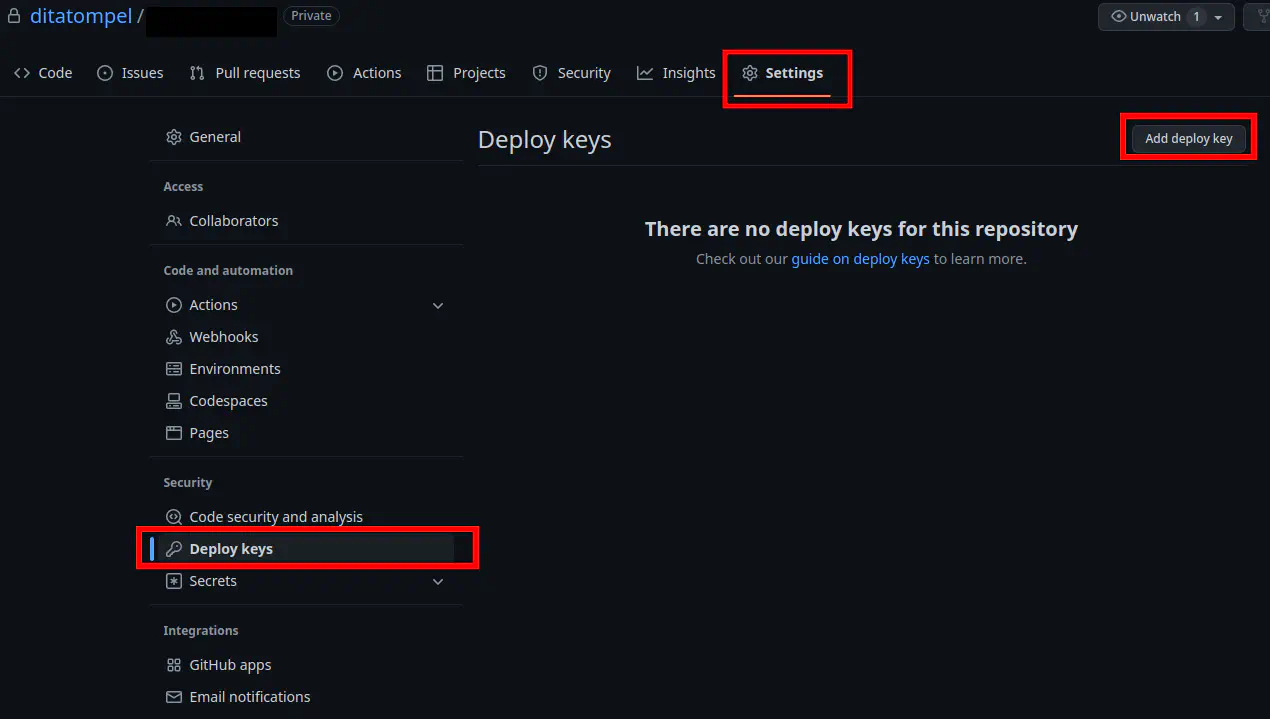 ditatompel / Private Unwatch 1
Code Issues Pull requests Actions Projects Security Insights Settings
General
Access
Collaborators
Code and automation
Actions
Webhooks
Environments
Codespaces
Pages
Security
Code security and analysis
Deploy keys
Secrets
Integrations
GitHub apps
Email notifications
Deploy keys
Add deploy key
There are no deploy keys for this repository
Check out our guide on deploy keys to learn more.